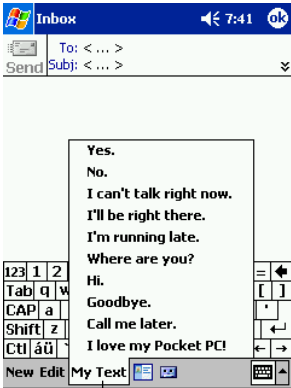 Inbox 7:41 ok
To: < ... >
Send Subj: < ... >
Yes.
No.
I can't talk right now.
I'll be right there.
I'm running late.
Where are you?
Hi.
Goodbye.
Call me later.
I love my Pocket PC!
123 1 2 =
Tab q w [ ]
CAP a '
Shift z
Ctl áü `
New Edit My Text